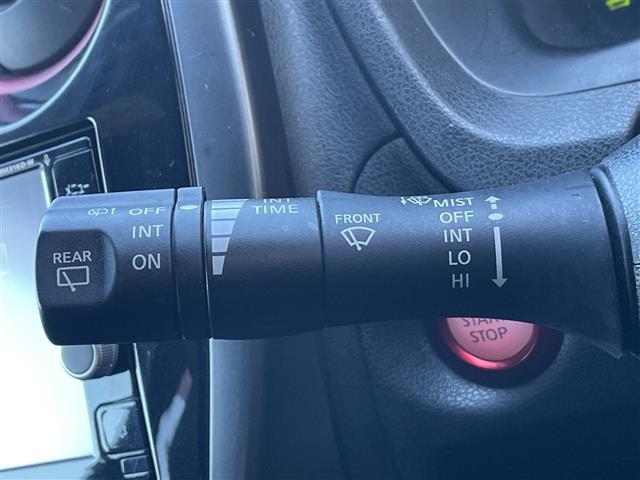 OFF
INT
ON
REAR
INT
TIME
FRONT
MIST
OFF
INT
LO
HI
START
STOP